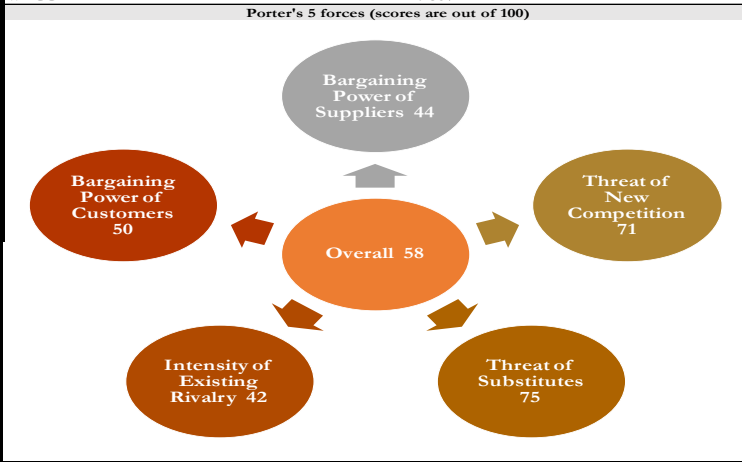 Porter's 5 forces (scores are out of 100)
Bargaining
Power of
Suppliers 44
Bargaining
Power of
Customers
50
Threat of
New
Competition
71
Overall 58
Intensity of
Existing
Rivalry 42
Threat of
Substitutes
75